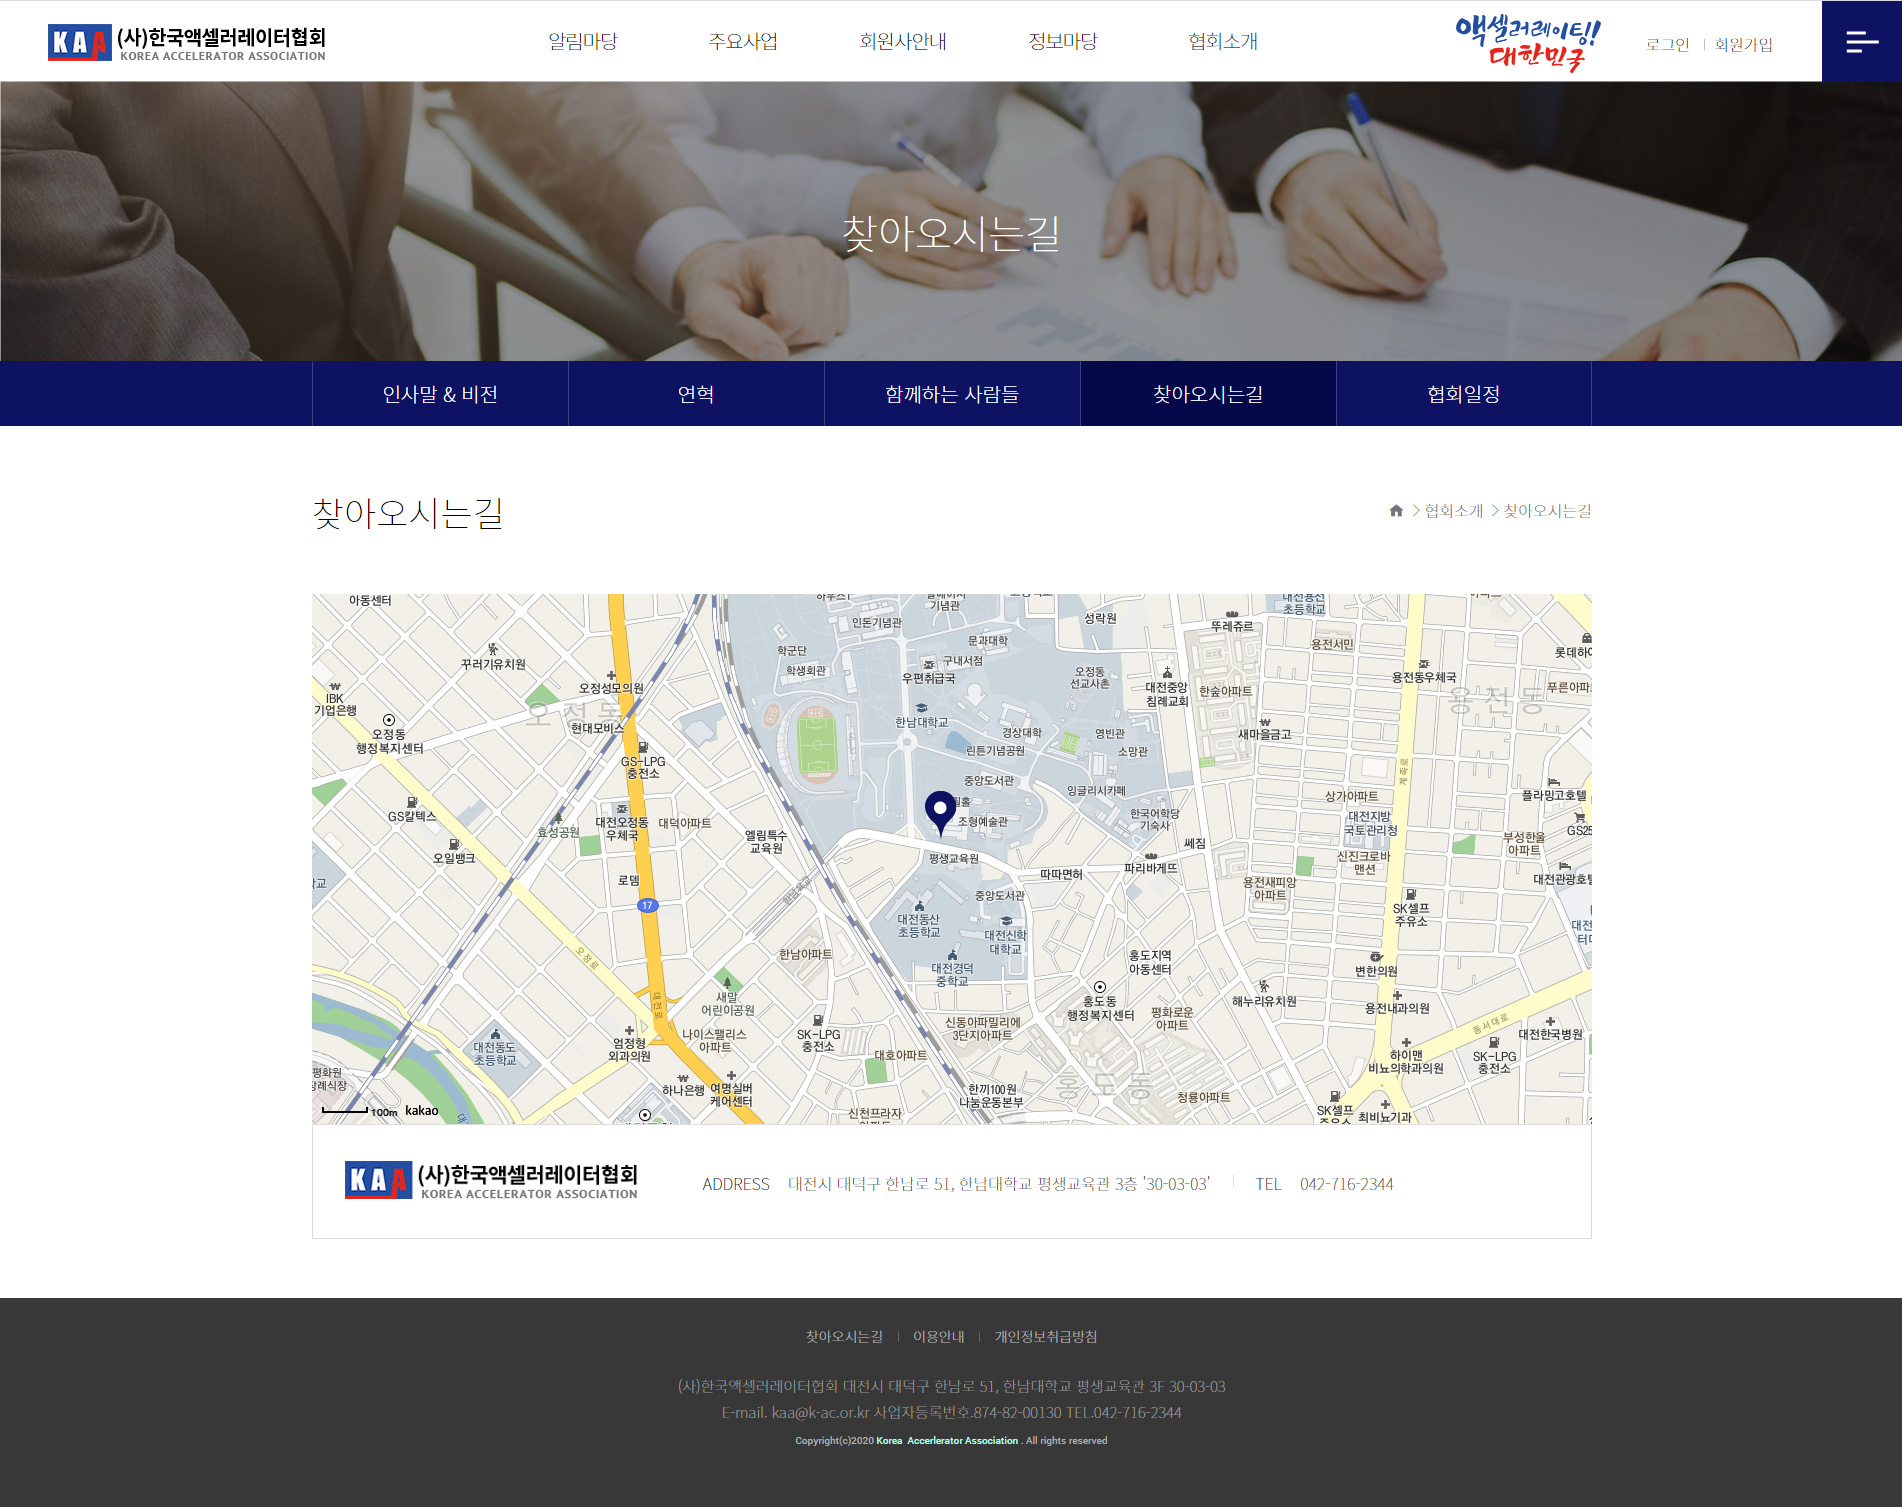 KAA (사)한국액셀러레이터협회
KOREA ACCELERATOR ASSOCIATION
알림마당 주요사업 회원사안내 정보마당 협회소개
액셀러레이팅!
대한민국
로그인 회원가입
찾아오시는길
인사말 & 비전 연혁 함께하는 사람들 찾아오시는길 협회일정
찾아오시는길
협회소개 찾아오시는길
인돈기념관
기념관
성락원
초등학교
뚜레쥬르
용전서민
문과대학
학군단
구내서점
꾸러기유치원
학생회관
우편취급국
오정동
선교사촌
용전동우체국
오정성모의원
대전중앙
침례교회
한숲아파트
IBK
기업은행
오정동
용전동
현대모비스
한남대학교
오정동
행정복지센터
경상대학
영빈관
새마을금고
린튼기념공원
소망관
GS-LPG
충전소
중앙도서관
잉글리시카페
상가아파트
플라밍고호텔
GS칼텍스
대전오정동
우체국
대덕아파트
효성공원
조형예술관
한국어학당
기숙사
대전지방
국토관리청
GS25
엘림특수
교육원
쎄짐
부성한울
아파트
오일뱅크
평생교육원
따따면허
파리바게뜨
신진크로바
맨션
로뎀
용전새피앙
아파트
대전관광호텔
17
중앙도서관
SK셀프
주유소
대전동산
초등학교
대전신학
대학교
한남아파트
홍도지역
아동센터
대전경덕
중학교
변한의원
새말
어린이공원
홍도동
행정복지센터
해누리유치원
용전내과의원
신동아파밀리에
3단지아파트
평화로운
아파트
SK-LPG
충전소
나이스팰리스
아파트
엄정형
외과의원
대전동도
초등학교
대호아파트
동서대로
대전한국병원
하이맨
비뇨의학과의원
SK-LPG
충전소
평화원
장례식장
하나은행
여명실버
케어센터
한끼100원
나눔운동본부
홍도동
청룡아파트
신천프라자
SK셀프
최비뇨기과
100m kakao
KAA (사)한국액셀러레이터협회
KOREA ACCELERATOR ASSOCIATION
ADDRESS 대전시 대덕구 한남로 51, 한남대학교 평생교육관 3층 '30-03-03' TEL 042-716-2344
찾아오시는길 이용안내 개인정보취급방침
(사)한국액셀러레이터협회 대전시 대덕구 한남로 51, 한남대학교 평생교육관 3F 30-03-03
E-mail. kaa@k-ac.or.kr 사업자등록번호.874-82-00130 TEL.042-716-2344
Copyright(c)2020 Korea Accerlerator Association . All rights reserved